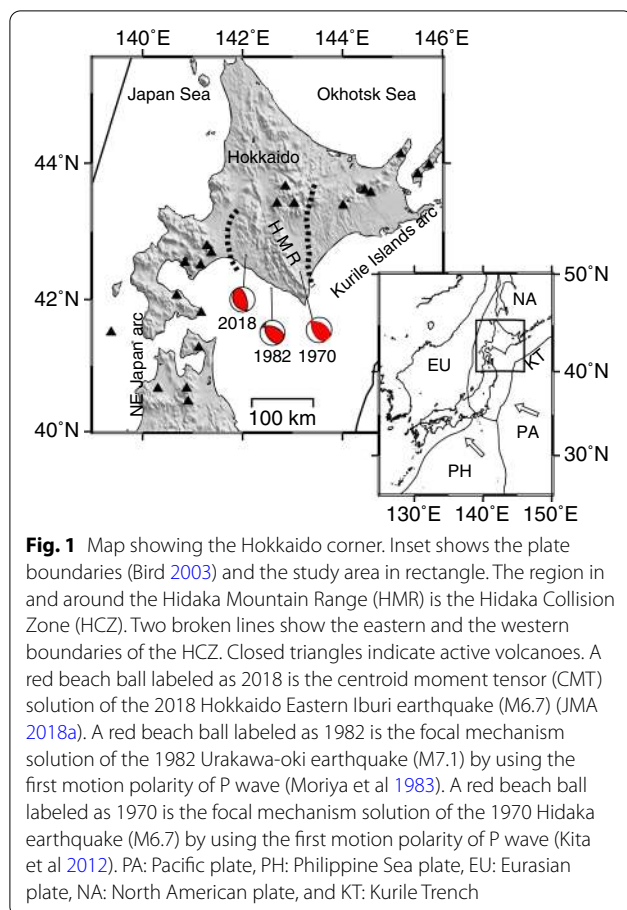 140˚E 142˚E 144˚E 146˚E
Japan Sea Okhotsk Sea
44˚N
Hokkaido
HMR
Kurile Islands arc
42˚N
2018
1982 1970
NE Japan arc
100 km
40˚N
50˚N
NA
EU
KT
40˚N
PA
30˚N
PH
130˚E 140˚E 150˚E
Fig. 1 Map showing the Hokkaido corner. Inset shows the plate
boundaries (Bird 2003) and the study area in rectangle. The region in
and around the Hidaka Mountain Range (HMR) is the Hidaka Collision
Zone (HCZ). Two broken lines show the eastern and the western
boundaries of the HCZ. Closed triangles indicate active volcanoes. A
red beach ball labeled as 2018 is the centroid moment tensor (CMT)
solution of the 2018 Hokkaido Eastern Iburi earthquake (M6.7) (JMA
2018a). A red beach ball labeled as 1982 is the focal mechanism
solution of the 1982 Urakawa-oki earthquake (M7.1) by using the
first motion polarity of P wave (Moriya et al 1983). A red beach ball
labeled as 1970 is the focal mechanism solution of the 1970 Hidaka
earthquake (M6.7) by using the first motion polarity of P wave (Kita
et al 2012). PA: Pacific plate, PH: Philippine Sea plate, EU: Eurasian
plate, NA: North American plate, and KT: Kurile Trench